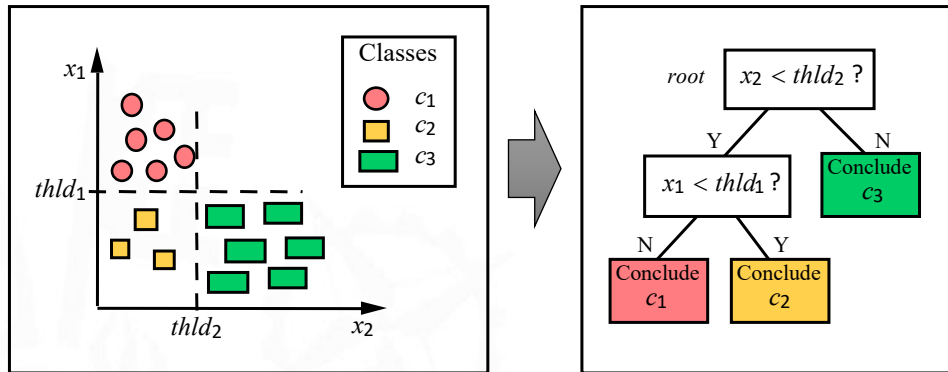 Classes
c1
c2
c3
x1
thld1
thld2
x2
root
x2 < thld2 ?
Y
N
x1 < thld1 ?
Conclude
c3
N
Y
Conclude
c1
Conclude
c2